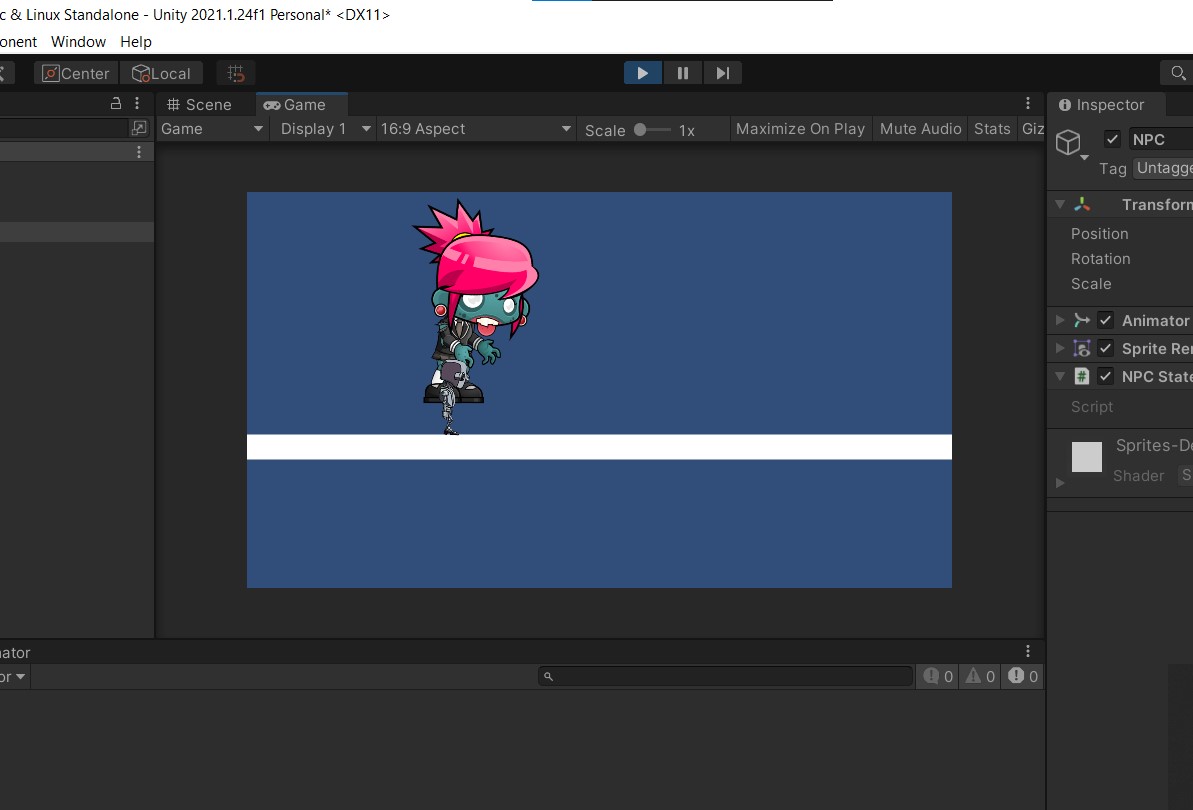 c & Linux Standalone - Unity 2021.1.24f1 Personal* <DX11>
onent Window Help
Center Local
Scene Game Inspector
Game Display 1 16:9 Aspect Scale 1x Maximize On Play Mute Audio Stats Giz
NPC
Tag Untagge
Transforn
Position
Rotation
Scale
Animator
Sprite Rer
NPC State
Script
Sprites-De
Shader S
ator
or 0 0 0